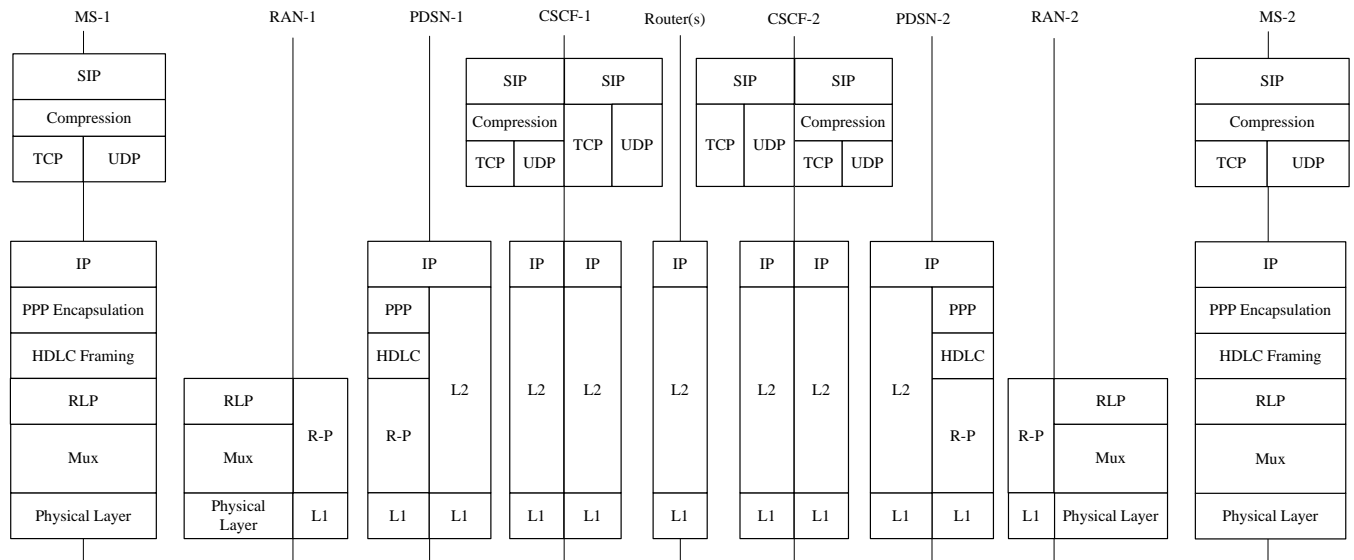 MS-1 RAN-1 PDSN-1 CSCF-1 Router(s) CSCF-2 PDSN-2 RAN-2 MS-2
SIP SIP SIP SIP SIP SIP
Compression Compression TCP UDP TCP UDP Compression Compression
TCP UDP TCP UDP TCP UDP TCP UDP
IP IP IP IP IP IP IP IP IP
PPP Encapsulation PPP PPP PPP Encapsulation
HDLC Framing HDLC HDLC HDLC Framing
RLP RLP L2 L2 L2 L2 L2 L2 L2 RLP RLP
R-P R-P R-P R-P
Mux Mux Mux Mux
Physical Layer Physical
Layer L1 L1 L1 L1 L1 L1 L1 L1 L1 L1 L1 Physical Layer Physical Layer